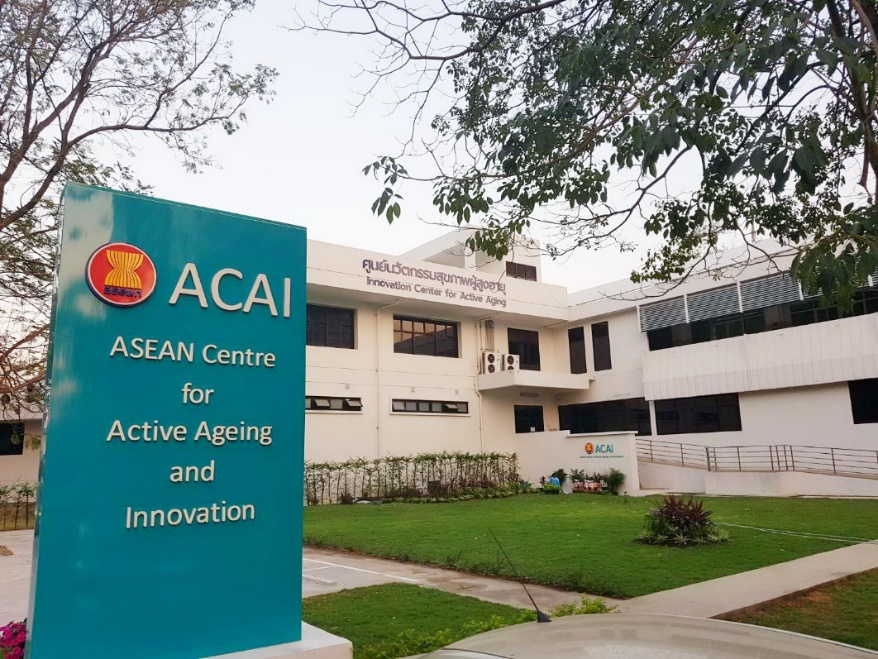 ACAI
ASEAN Centre
for
Active Ageing
and
Innovation
asean
ศูนย์นวัตกรรมสุขภาพผู้สูงอายุ
Innovation Center for Active Aging
ACAI